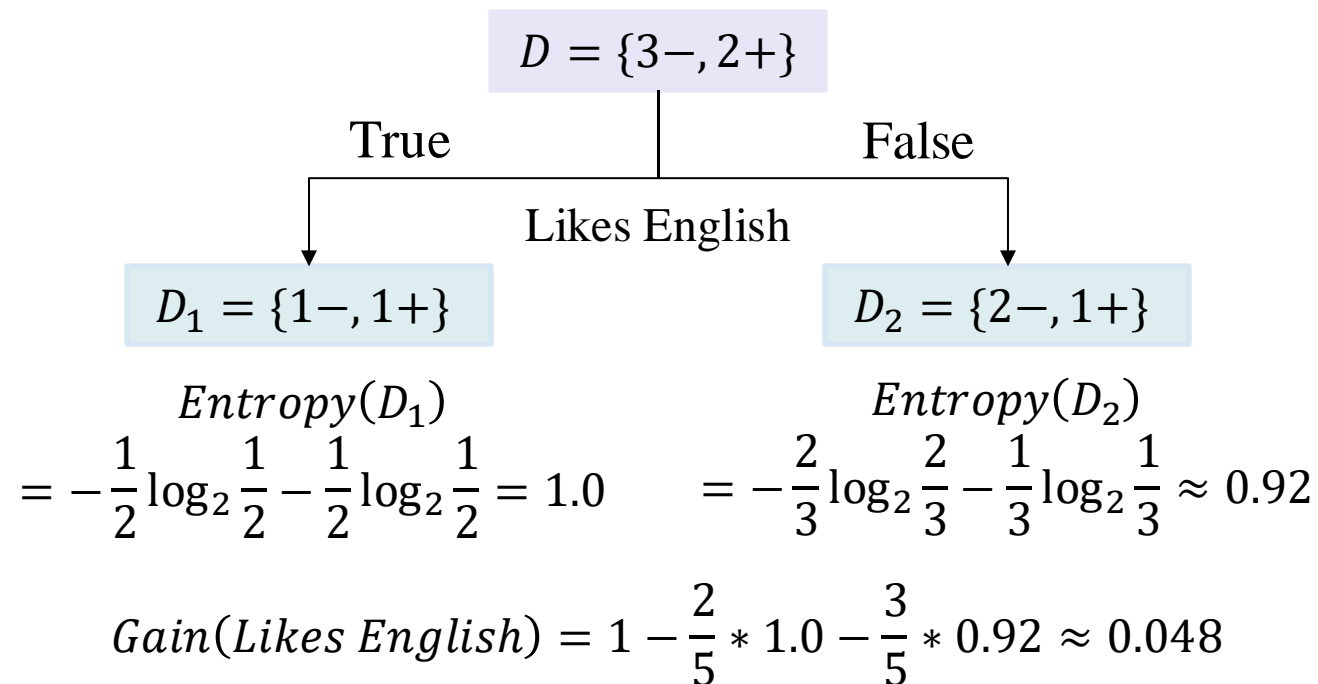 D = {3−, 2+}
True False
Likes English
D₁ = {1−, 1+} D₂ = {2−, 1+}
Entropy(D₁) Entropy(D₂)
= −1/2 log₂ 1/2 − 1/2 log₂ 1/2 = 1.0 = −2/3 log₂ 2/3 − 1/3 log₂ 1/3 ≈ 0.92
Gain(Likes English) = 1 − 2/5 * 1.0 − 3/5 * 0.92 ≈ 0.048